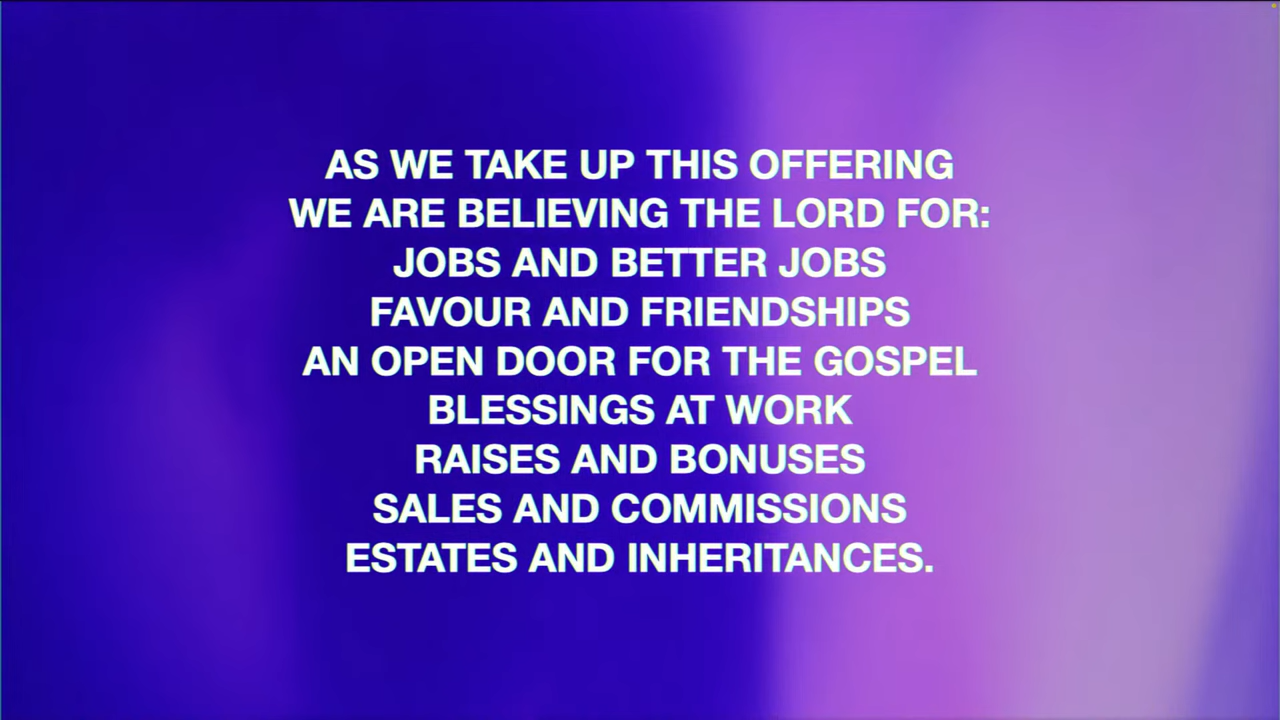 AS WE TAKE UP THIS OFFERING
WE ARE BELIEVING THE LORD FOR:
JOBS AND BETTER JOBS
FAVOUR AND FRIENDSHIPS
AN OPEN DOOR FOR THE GOSPEL
BLESSINGS AT WORK
RAISES AND BONUSES
SALES AND COMMISSIONS
ESTATES AND INHERITANCES.